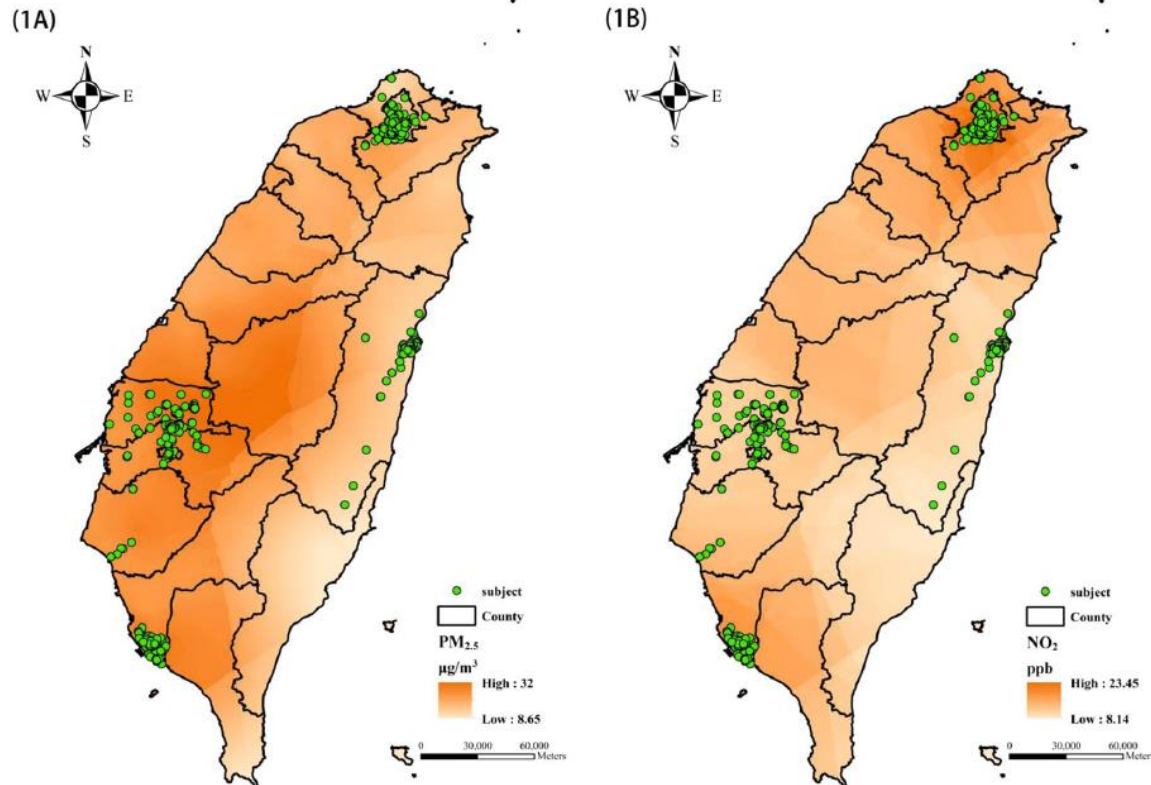 (1A)
N
W E
S
subject
County
PM2.5
µg/m³
High : 32
Low : 8.65
0 30,000 60,000
Meters
(1B)
N
W E
S
subject
County
NO2
ppb
High : 23.45
Low : 8.14
0 30,000 60,000
Meters